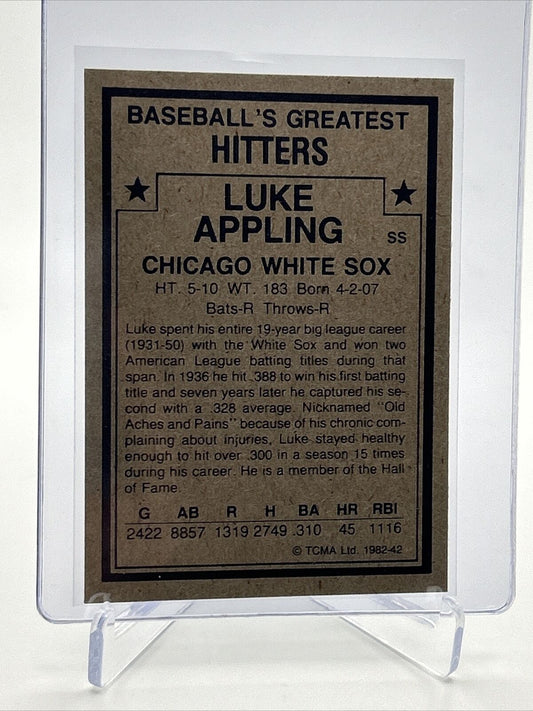 BASEBALL'S GREATEST
HITTERS
LUKE
APPLING
SS
CHICAGO WHITE SOX
HT. 5-10 WT. 183 Born 4-2-07
Bats-R Throws-R
Luke spent his entire 19-year big league career
(1931-50) with the White Sox and won two
American League batting titles during that
span. In 1936 he hit .388 to win his first batting
title and seven years later he captured his se-
cond with a .328 average. Nicknamed "Old
Aches and Pains" because of his chronic com-
plaining about injuries, Luke stayed healthy
enough to hit over .300 in a season 15 times
during his career. He is a member of the Hall
of Fame.
G AB R H BA HR RBI
2422 8857 1319 2749 .310 45 1116
© TCMA Ltd. 1982-42